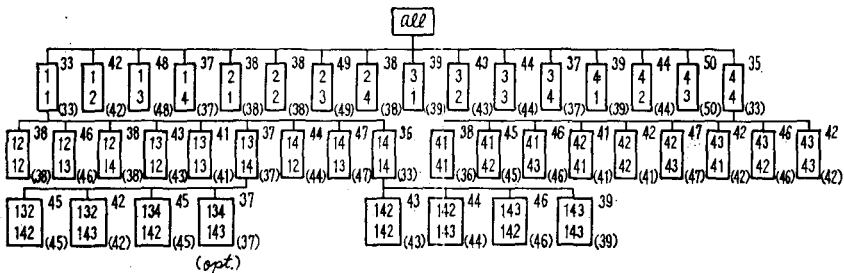 all
33 42 48 37 38 38 49 38 39 43 44 37 39 44 50 35
1 1 1 1 2 2 2 2 3 3 3 3 4 4 4 4
1 2 3 4 1 2 3 4 1 2 3 4 1 2 3 4
(33) (42) (48) (37) (38) (38) (49) (38) (39) (43) (44) (37) (39) (44) (50) (33)
38 46 38 43 41 37 44 47 36 38 45 46 41 42 47 42 46 42
12 12 12 13 13 13 14 14 14 41 41 41 42 42 42 43 43 43
12 13 14 12 13 14 12 13 14 41 42 43 41 42 43 41 42 43
(38) (46) (38) (43) (41) (37) (44) (47) (33) (36) (45) (46) (41) (41) (47) (42) (46) (42)
45 42 45 37 43 44 46 39
132 132 134 134 142 142 143 143
142 143 142 143 142 143 142 143
(45) (42) (45) (37) (43) (44) (46) (39)
(opt.)